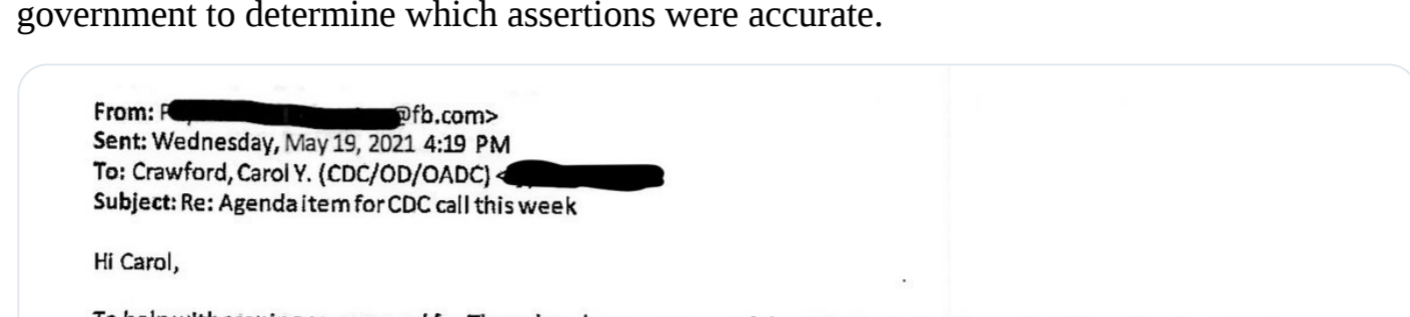 government to determine which assertions were accurate.
From: @fb.com>
Sent: Wednesday, May 19, 2021 4:19 PM
To: Crawford, Carol Y. (CDC/OD/OADC) <
Subject: Re: Agenda item for CDC call this week
Hi Carol,